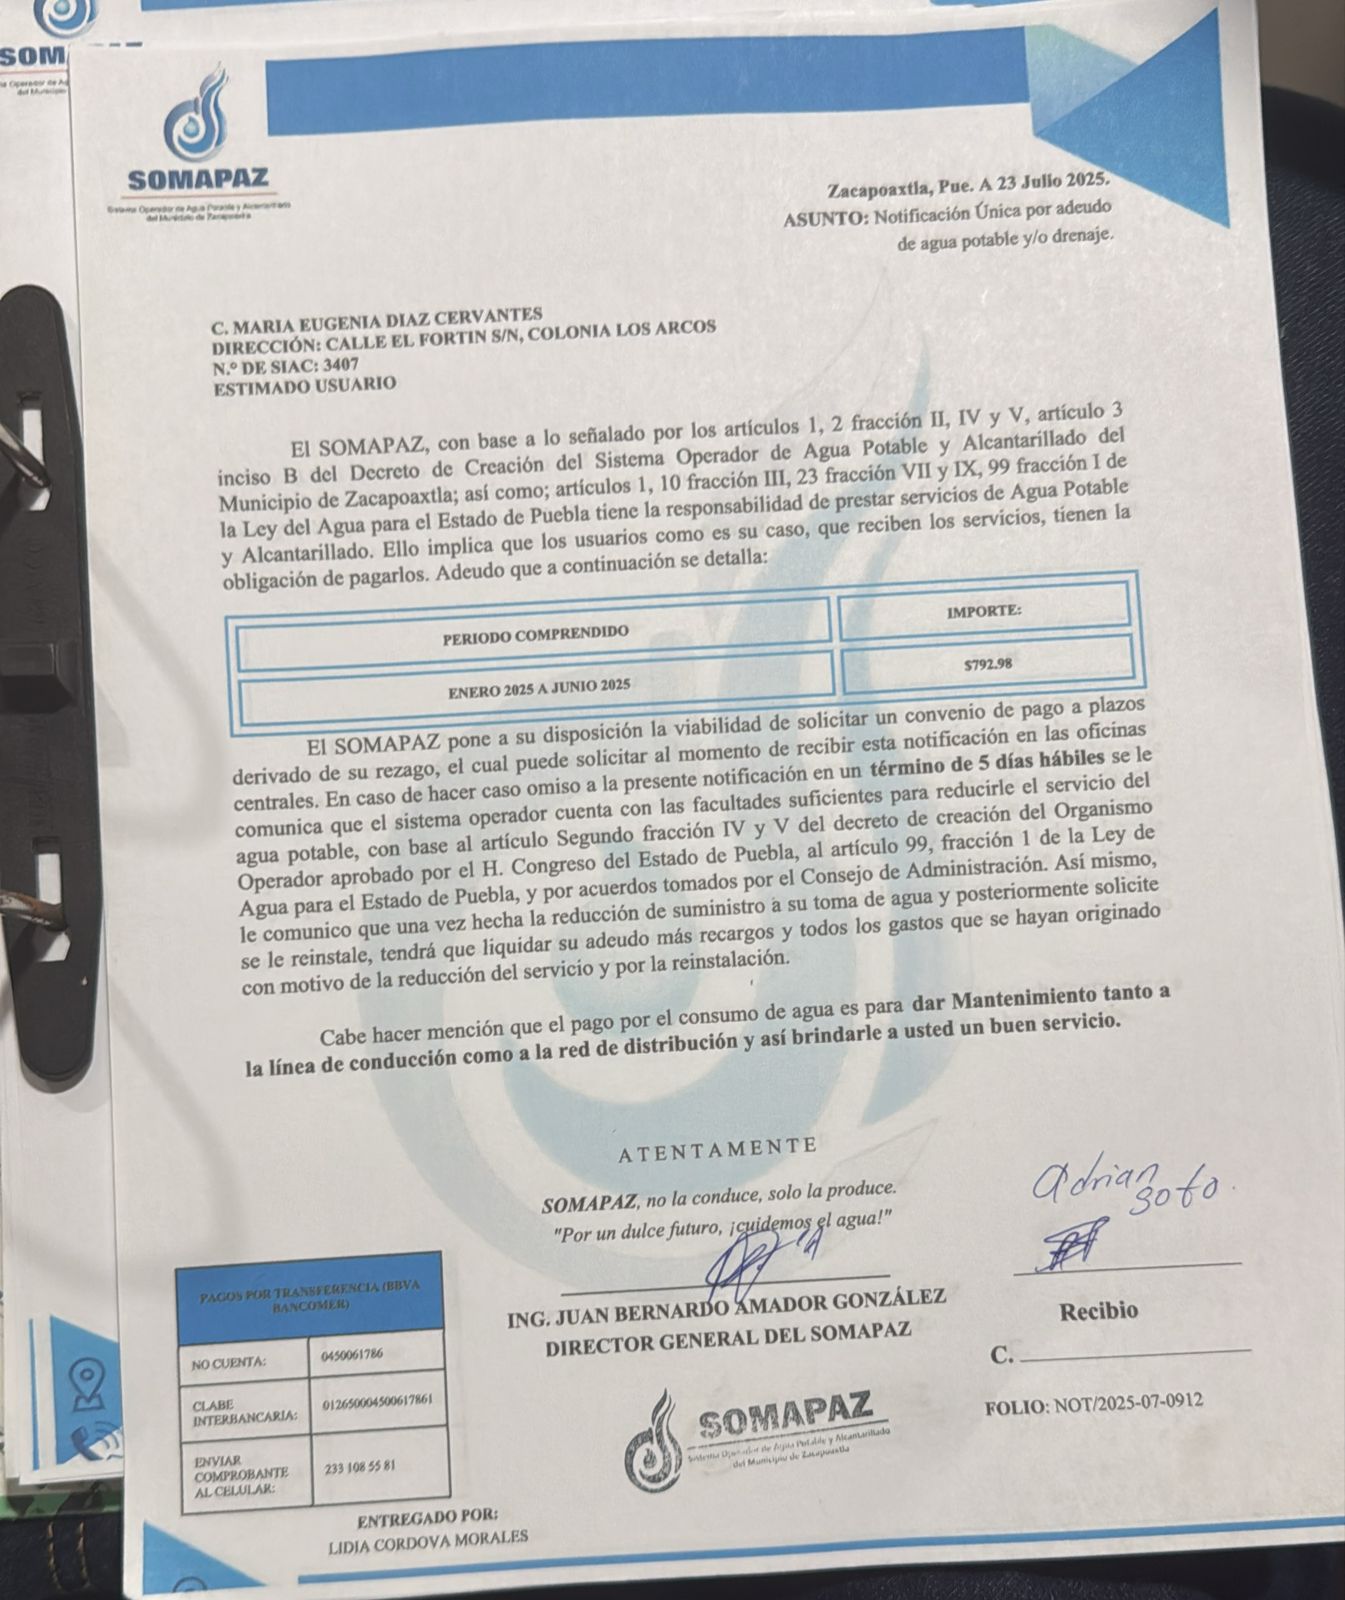 SOM
SOMAPAZ
Sistema Operador de Agua Potable y Alcantarillado
del Municipio de Zacapoaxtla
Zacapoaxtla, Pue. A 23 Julio 2025.
ASUNTO: Notificación Única por adeudo
de agua potable y/o drenaje.
C. MARIA EUGENIA DIAZ CERVANTES
DIRECCIÓN: CALLE EL FORTIN S/N, COLONIA LOS ARCOS
N.º DE SIAC: 3407
ESTIMADO USUARIO
El SOMAPAZ, con base a lo señalado por los artículos 1, 2 fracción II, IV y V, artículo 3
inciso B del Decreto de Creación del Sistema Operador de Agua Potable y Alcantarillado del
Municipio de Zacapoaxtla; así como; artículos 1, 10 fracción III, 23 fracción VII y IX, 99 fracción I de
la Ley del Agua para el Estado de Puebla tiene la responsabilidad de prestar servicios de Agua Potable
y Alcantarillado. Ello implica que los usuarios como es su caso, que reciben los servicios, tienen la
obligación de pagarlos. Adeudo que a continuación se detalla:
PERIODO COMPRENDIDO
IMPORTE:
ENERO 2025 A JUNIO 2025
$792.98
El SOMAPAZ pone a su disposición la viabilidad de solicitar un convenio de pago a plazos
derivado de su rezago, el cual puede solicitar al momento de recibir esta notificación en las oficinas
centrales. En caso de hacer caso omiso a la presente notificación en un término de 5 días hábiles se le
comunica que el sistema operador cuenta con las facultades suficientes para reducirle el servicio del
agua potable, con base al artículo Segundo fracción IV y V del decreto de creación del Organismo
Operador aprobado por el H. Congreso del Estado de Puebla, al artículo 99, fracción 1 de la Ley de
Agua para el Estado de Puebla, y por acuerdos tomados por el Consejo de Administración. Así mismo,
le comunico que una vez hecha la reducción de suministro a su toma de agua y posteriormente solicite
se le reinstale, tendrá que liquidar su adeudo más recargos y todos los gastos que se hayan originado
con motivo de la reducción del servicio y por la reinstalación.
Cabe hacer mención que el pago por el consumo de agua es para dar Mantenimiento tanto a
la línea de conducción como a la red de distribución y así brindarle a usted un buen servicio.
ATENTAMENTE
SOMAPAZ, no la conduce, solo la produce.
"Por un dulce futuro, ¡cuidemos el agua!"
ING. JUAN BERNARDO AMADOR GONZÁLEZ
DIRECTOR GENERAL DEL SOMAPAZ
SOMAPAZ
Sistema Operador de Agua Potable y Alcantarillado
del Municipio de Zacapoaxtla
Adrian
Soto.
Recibio
C.
FOLIO: NOT/2025-07-0912
PAGOS POR TRANSFERENCIA (BBVA
BANCOMER)
NO CUENTA:
0450061786
CLABE
INTERBANCARIA:
012650004500617861
ENVIAR
COMPROBANTE
AL CELULAR:
233 108 55 81
ENTREGADO POR:
LIDIA CORDOVA MORALES